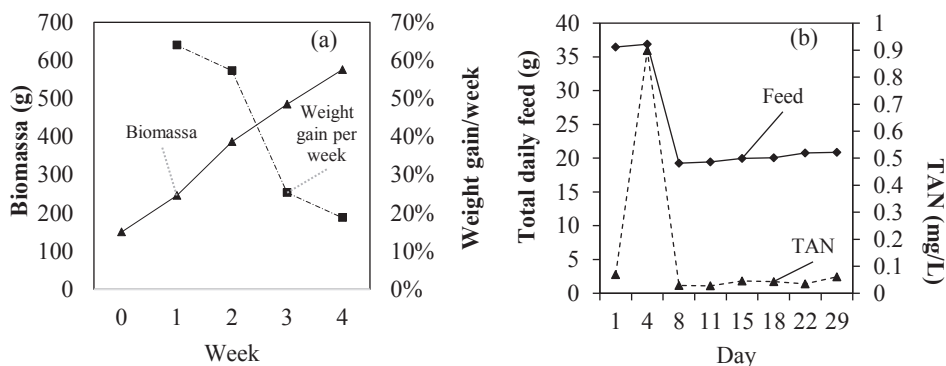 (a)
700
600
500
400
300
200
100
0
Biomassa (g)
70%
60%
50%
40%
30%
20%
10%
0%
Weight gain/week
Biomassa
Weight
gain per
week
0 1 2 3 4
Week
(b)
40
35
30
25
20
15
10
5
0
Total daily feed (g)
1
0.9
0.8
0.7
0.6
0.5
0.4
0.3
0.2
0.1
0
TAN (mg/L)
Feed
TAN
1 4 8 11 15 18 22 29
Day